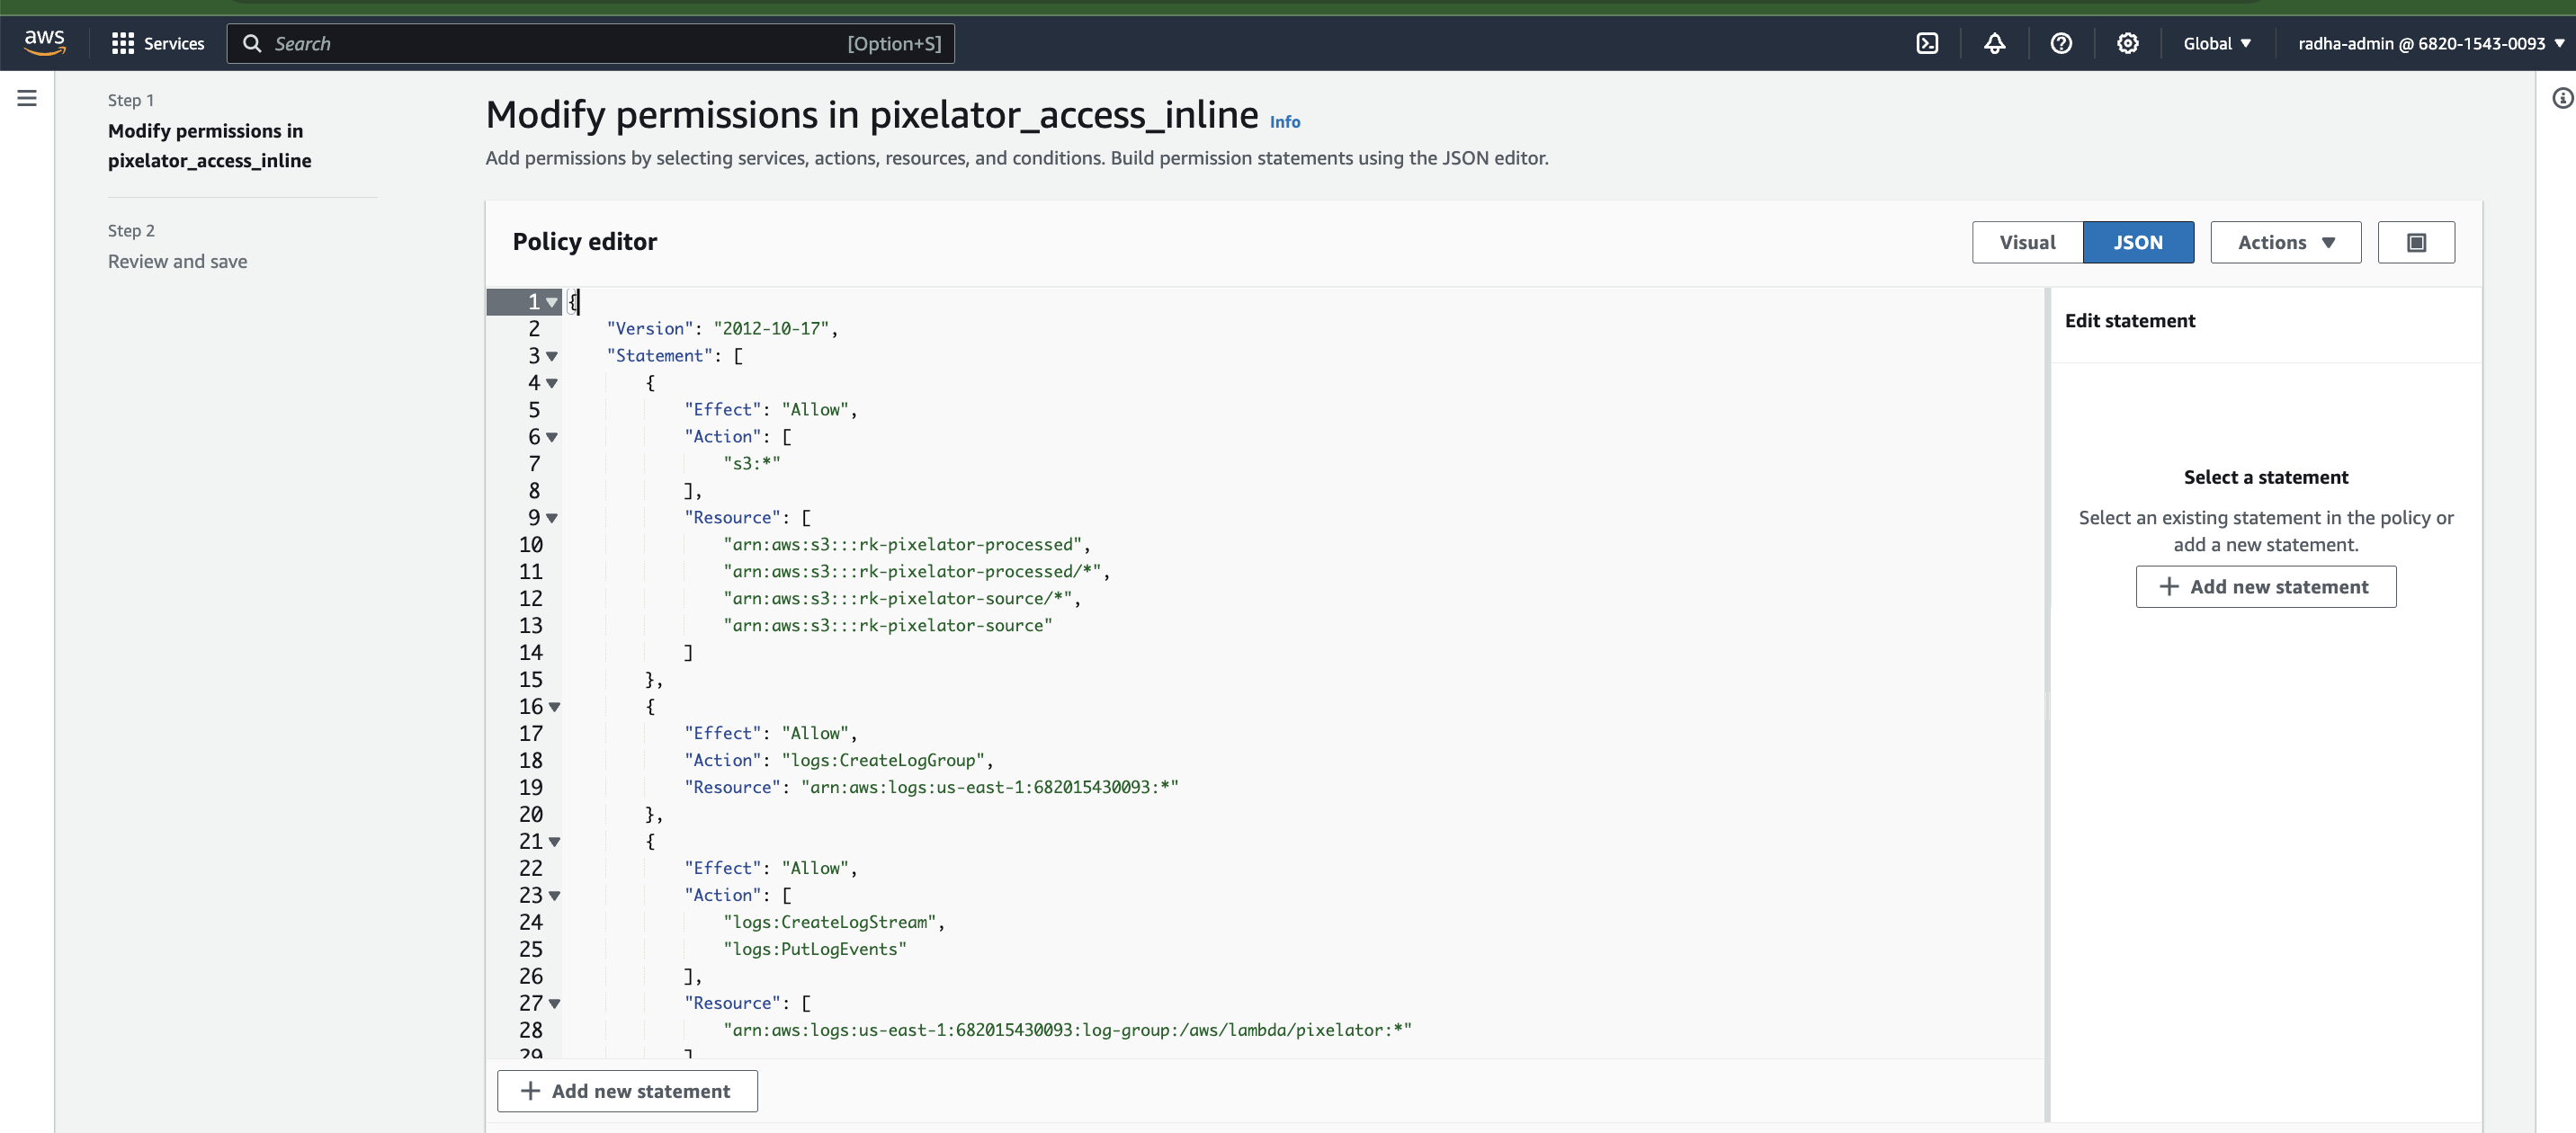 aws
Services
Search [Option+S]
Global
radha-admin @ 6820-1543-0093
Step 1
Modify permissions in
pixelator_access_inline
Step 2
Review and save
Modify permissions in pixelator_access_inline Info
Add permissions by selecting services, actions, resources, and conditions. Build permission statements using the JSON editor.
Policy editor
Visual
JSON
Actions
1 {
2 "Version": "2012-10-17",
3 "Statement": [
4 {
5 "Effect": "Allow",
6 "Action": [
7 "s3:*"
8 ],
9 "Resource": [
10 "arn:aws:s3:::rk-pixelator-processed",
11 "arn:aws:s3:::rk-pixelator-processed/*",
12 "arn:aws:s3:::rk-pixelator-source/*",
13 "arn:aws:s3:::rk-pixelator-source"
14 ]
15 },
16 {
17 "Effect": "Allow",
18 "Action": "logs:CreateLogGroup",
19 "Resource": "arn:aws:logs:us-east-1:682015430093:*"
20 },
21 {
22 "Effect": "Allow",
23 "Action": [
24 "logs:CreateLogStream",
25 "logs:PutLogEvents"
26 ],
27 "Resource": [
28 "arn:aws:logs:us-east-1:682015430093:log-group:/aws/lambda/pixelator:*"
29 ]
+ Add new statement
Edit statement
Select a statement
Select an existing statement in the policy or
add a new statement.
+ Add new statement